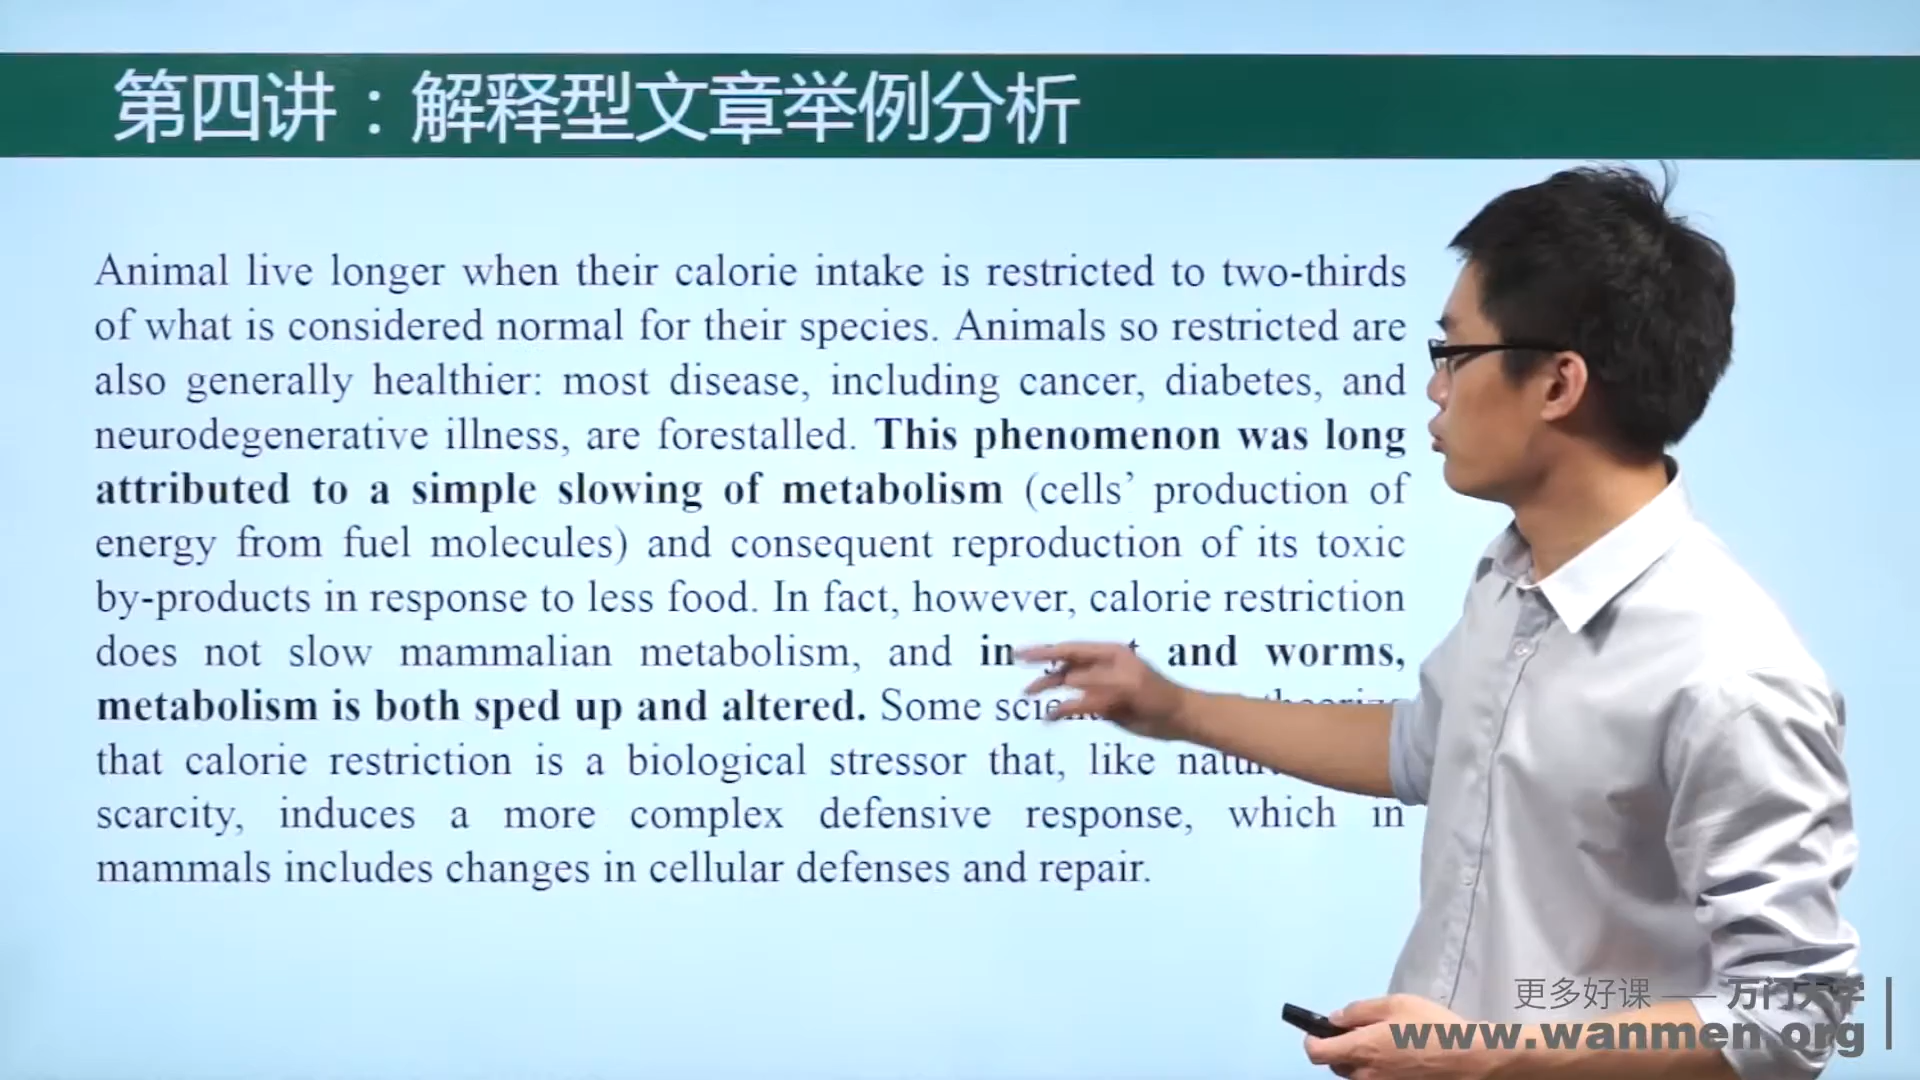 第四讲：解释型文章举例分析
Animal live longer when their calorie intake is restricted to two-thirds
of what is considered normal for their species. Animals so restricted are
also generally healthier: most disease, including cancer, diabetes, and
neurodegenerative illness, are forestalled. This phenomenon was long
attributed to a simple slowing of metabolism (cells’ production of
energy from fuel molecules) and consequent reproduction of its toxic
by-products in response to less food. In fact, however, calorie restriction
does not slow mammalian metabolism, and in and worms,
metabolism is both sped up and altered. Some theorize
that calorie restriction is a biological stressor that, like
scarcity, induces a more complex defensive response, which in
mammals includes changes in cellular defenses and repair.
更多好课 —— 万门大学
www.wanmen.org